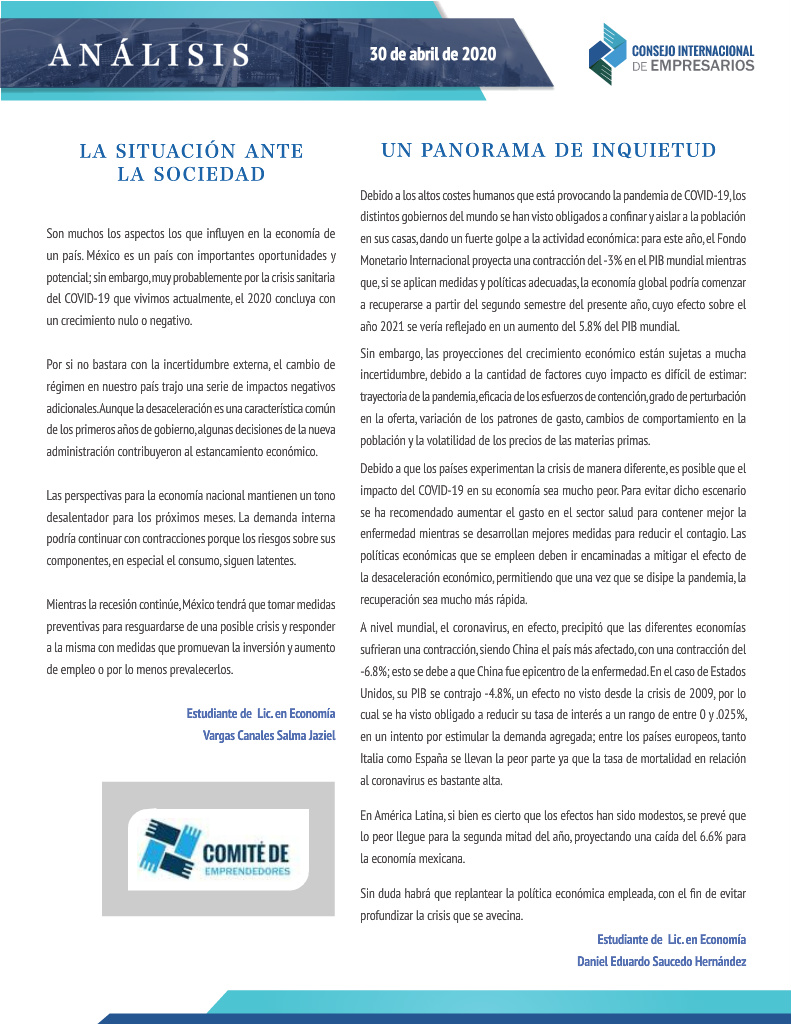 ANÁLISIS
30 de abril de 2020
CONSEJO INTERNACIONAL
DE EMPRESARIOS
LA SITUACIÓN ANTE
LA SOCIEDAD
Son muchos los aspectos los que influyen en la economía de
un país. México es un país con importantes oportunidades y
potencial; sin embargo, muy probablemente por la crisis sanitaria
del COVID-19 que vivimos actualmente, el 2020 concluya con
un crecimiento nulo o negativo.
Por si no bastara con la incertidumbre externa, el cambio de
régimen en nuestro país trajo una serie de impactos negativos
adicionales. Aunque la desaceleración es una característica común
de los primeros años de gobierno, algunas decisiones de la nueva
administración contribuyeron al estancamiento económico.
Las perspectivas para la economía nacional mantienen un tono
desalentador para los próximos meses. La demanda interna
podría continuar con contracciones porque los riesgos sobre sus
componentes, en especial el consumo, siguen latentes.
Mientras la recesión continúe, México tendrá que tomar medidas
preventivas para resguardarse de una posible crisis y responder
a la misma con medidas que promuevan la inversión y aumento
de empleo o por lo menos prevalecerlos.
Estudiante de Lic. en Economía
Vargas Canales Salma Jaziel
COMITÉ DE
EMPRENDEDORES
UN PANORAMA DE INQUIETUD
Debido a los altos costes humanos que está provocando la pandemia de COVID-19, los
distintos gobiernos del mundo se han visto obligados a confinar y aislar a la población
en sus casas, dando un fuerte golpe a la actividad económica: para este año, el Fondo
Monetario Internacional proyecta una contracción del -3% en el PIB mundial mientras
que, si se aplican medidas y políticas adecuadas, la economía global podría comenzar
a recuperarse a partir del segundo semestre del presente año, cuyo efecto sobre el
año 2021 se vería reflejado en un aumento del 5.8% del PIB mundial.
Sin embargo, las proyecciones del crecimiento económico están sujetas a mucha
incertidumbre, debido a la cantidad de factores cuyo impacto es difícil de estimar:
trayectoria de la pandemia, eficacia de los esfuerzos de contención, grado de perturbación
en la oferta, variación de los patrones de gasto, cambios de comportamiento en la
población y la volatilidad de los precios de las materias primas.
Debido a que los países experimentan la crisis de manera diferente, es posible que el
impacto del COVID-19 en su economía sea mucho peor. Para evitar dicho escenario
se ha recomendado aumentar el gasto en el sector salud para contener mejor la
enfermedad mientras se desarrollan mejores medidas para reducir el contagio. Las
políticas económicas que se empleen deben ir encaminadas a mitigar el efecto de
la desaceleración económico, permitiendo que una vez que se disipe la pandemia, la
recuperación sea mucho más rápida.
A nivel mundial, el coronavirus, en efecto, precipitó que las diferentes economías
sufrieran una contracción, siendo China el país más afectado, con una contracción del
-6.8%; esto se debe a que China fue epicentro de la enfermedad. En el caso de Estados
Unidos, su PIB se contrajo -4.8%, un efecto no visto desde la crisis de 2009, por lo
cual se ha visto obligado a reducir su tasa de interés a un rango de entre 0 y .025%,
en un intento por estimular la demanda agregada; entre los países europeos, tanto
Italia como España se llevan la peor parte ya que la tasa de mortalidad en relación
al coronavirus es bastante alta.
En América Latina, si bien es cierto que los efectos han sido modestos, se prevé que
lo peor llegue para la segunda mitad del año, proyectando una caída del 6.6% para
la economía mexicana.
Sin duda habrá que replantear la política económica empleada, con el fin de evitar
profundizar la crisis que se avecina.
Estudiante de Lic. en Economía
Daniel Eduardo Saucedo Hernández